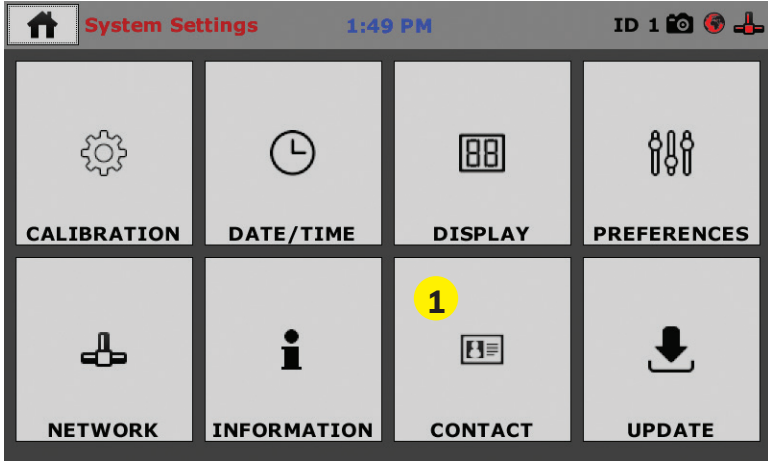 System Settings 1:49 PM ID 1
CALIBRATION DATE/TIME DISPLAY PREFERENCES
1
NETWORK INFORMATION CONTACT UPDATE